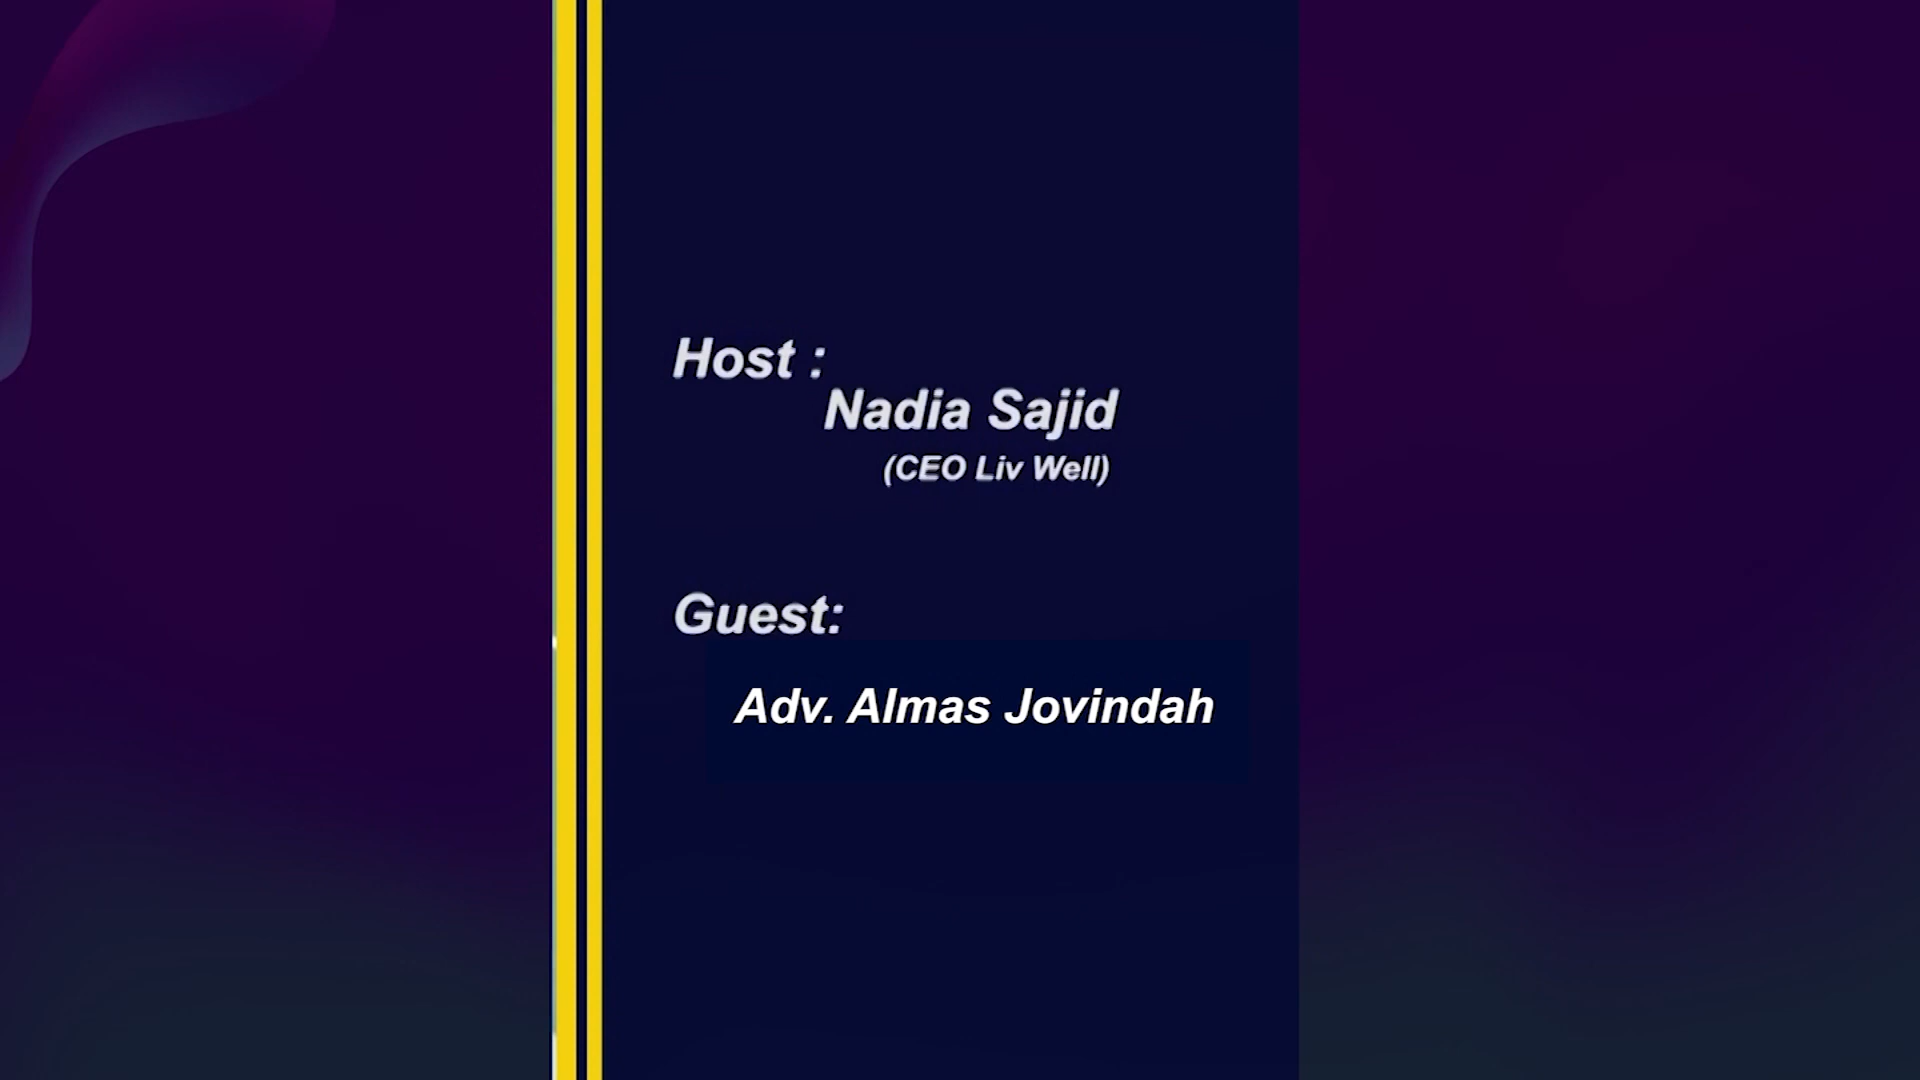 Host :
Nadia Sajid
(CEO Liv Well)
Guest:
Adv. Almas Jovindah